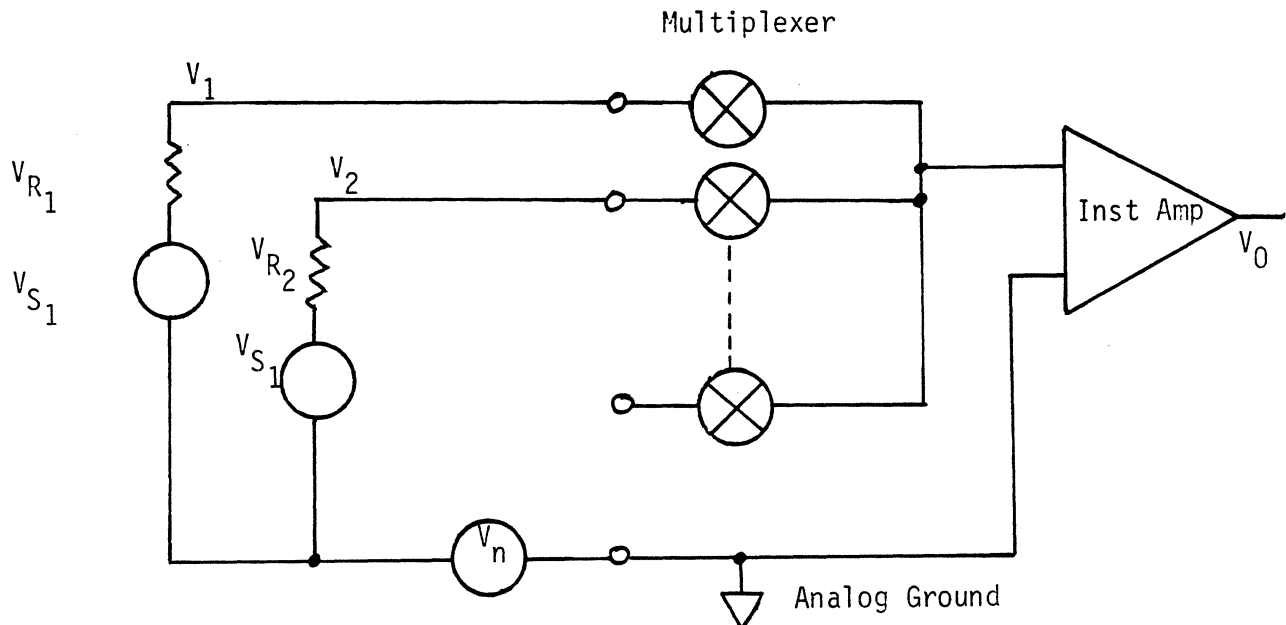 Multiplexer
V1
VR1
V2
VR2
VS1
VS1
Inst Amp
VO
Vn
Analog Ground